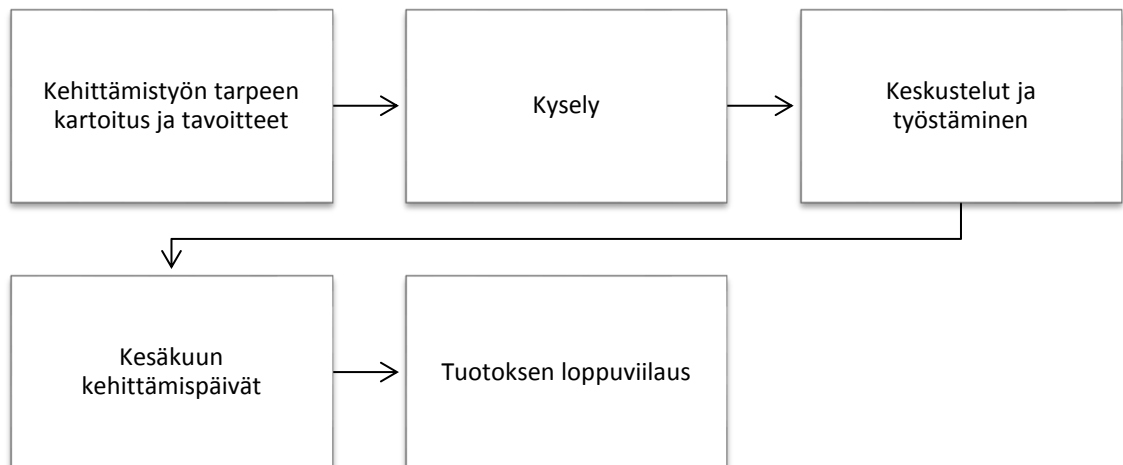 Kehittämistyön tarpeen
kartoitus ja tavoitteet
Kysely
Keskustelut ja
työstäminen
Kesäkuun
kehittämispäivät
Tuotoksen loppuviilaus